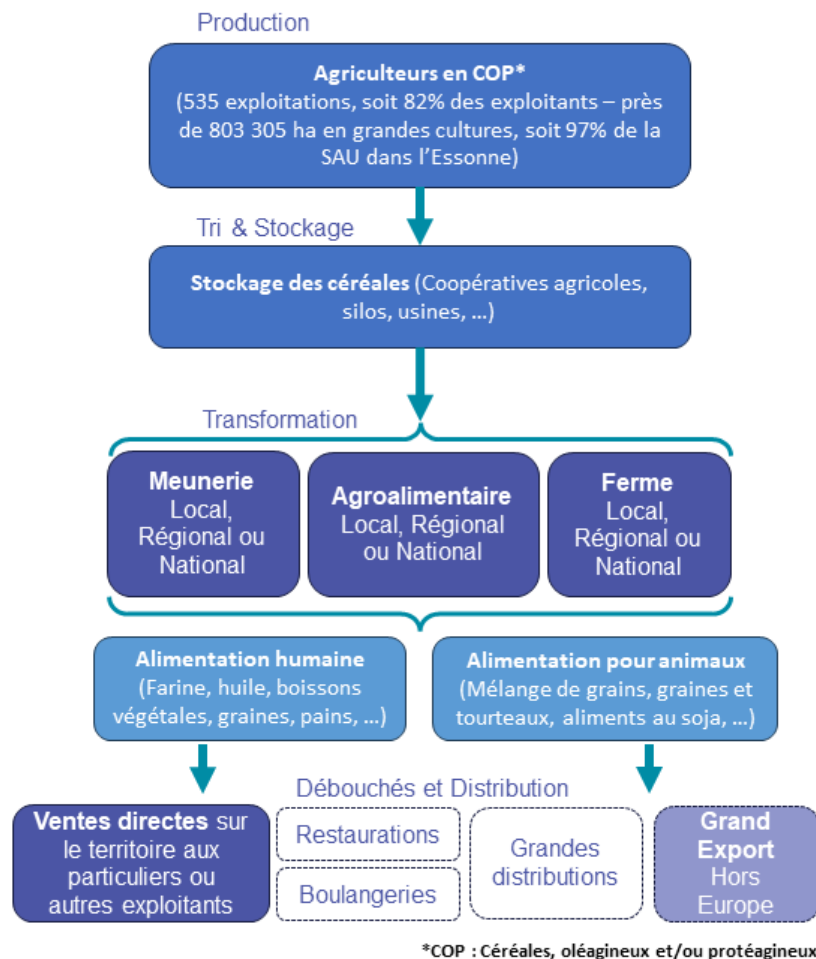 Production
Agriculteurs en COP*
(535 exploitations, soit 82% des exploitants – près
de 803 305 ha en grandes cultures, soit 97% de la
SAU dans l'Essonne)
Tri & Stockage
Stockage des céréales (Coopératives agricoles,
silos, usines, ...)
Transformation
Meunerie
Local,
Régional ou
National
Agroalimentaire
Local, Régional
ou National
Ferme
Local,
Régional ou
National
Alimentation humaine
(Farine, huile, boissons
végétales, graines, pains, ...)
Alimentation pour animaux
(Mélange de grains, graines et
tourteaux, aliments au soja, ...)
Débouchés et Distribution
Ventes directes sur
le territoire aux
particuliers ou
autres exploitants
Restaurations
Boulangeries
Grandes
distributions
Grand
Export
Hors
Europe
*COP : Céréales, oléagineux et/ou protéagineux